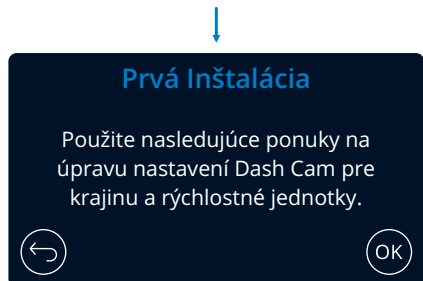 Prvá Inštalácia
Použite nasledujúce ponuky na
úpravu nastavení Dash Cam pre
krajinu a rýchlostné jednotky.
OK